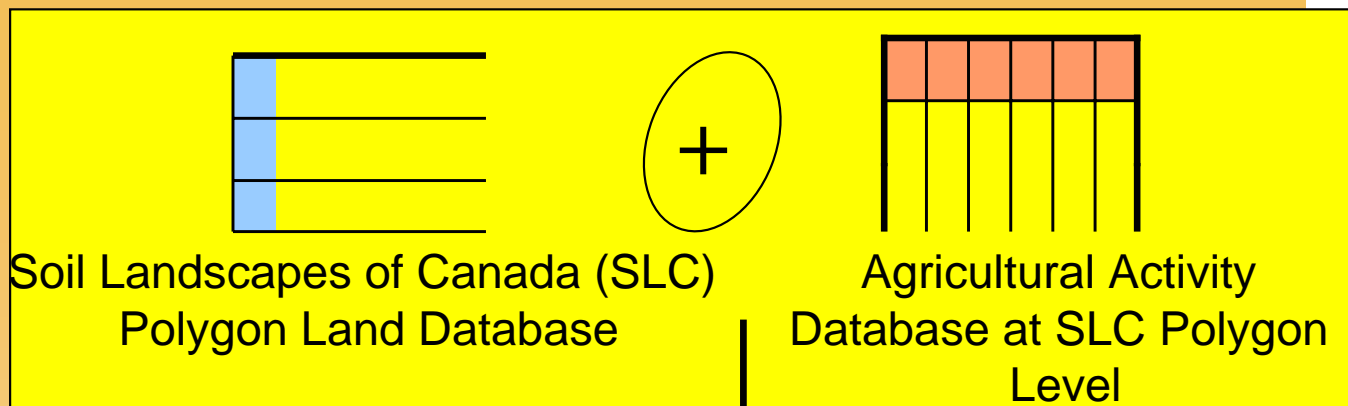 +
Soil Landscapes of Canada (SLC)
Polygon Land Database
Agricultural Activity
Database at SLC Polygon
Level